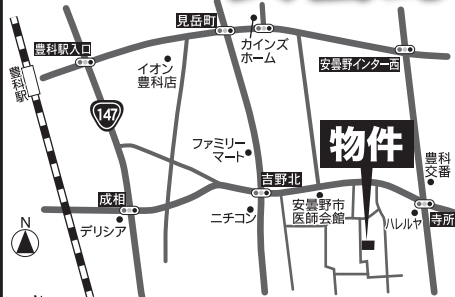 見岳町
豊科駅入口
カインズ
ホーム
イオン
豊科店
安曇野インター西
豊科駅
147
ファミリー
マート
物件
豊科
交番
吉野北
成相
デリシア
ニチコン
安曇野市
医師会館
ハレルヤ
寺所
N